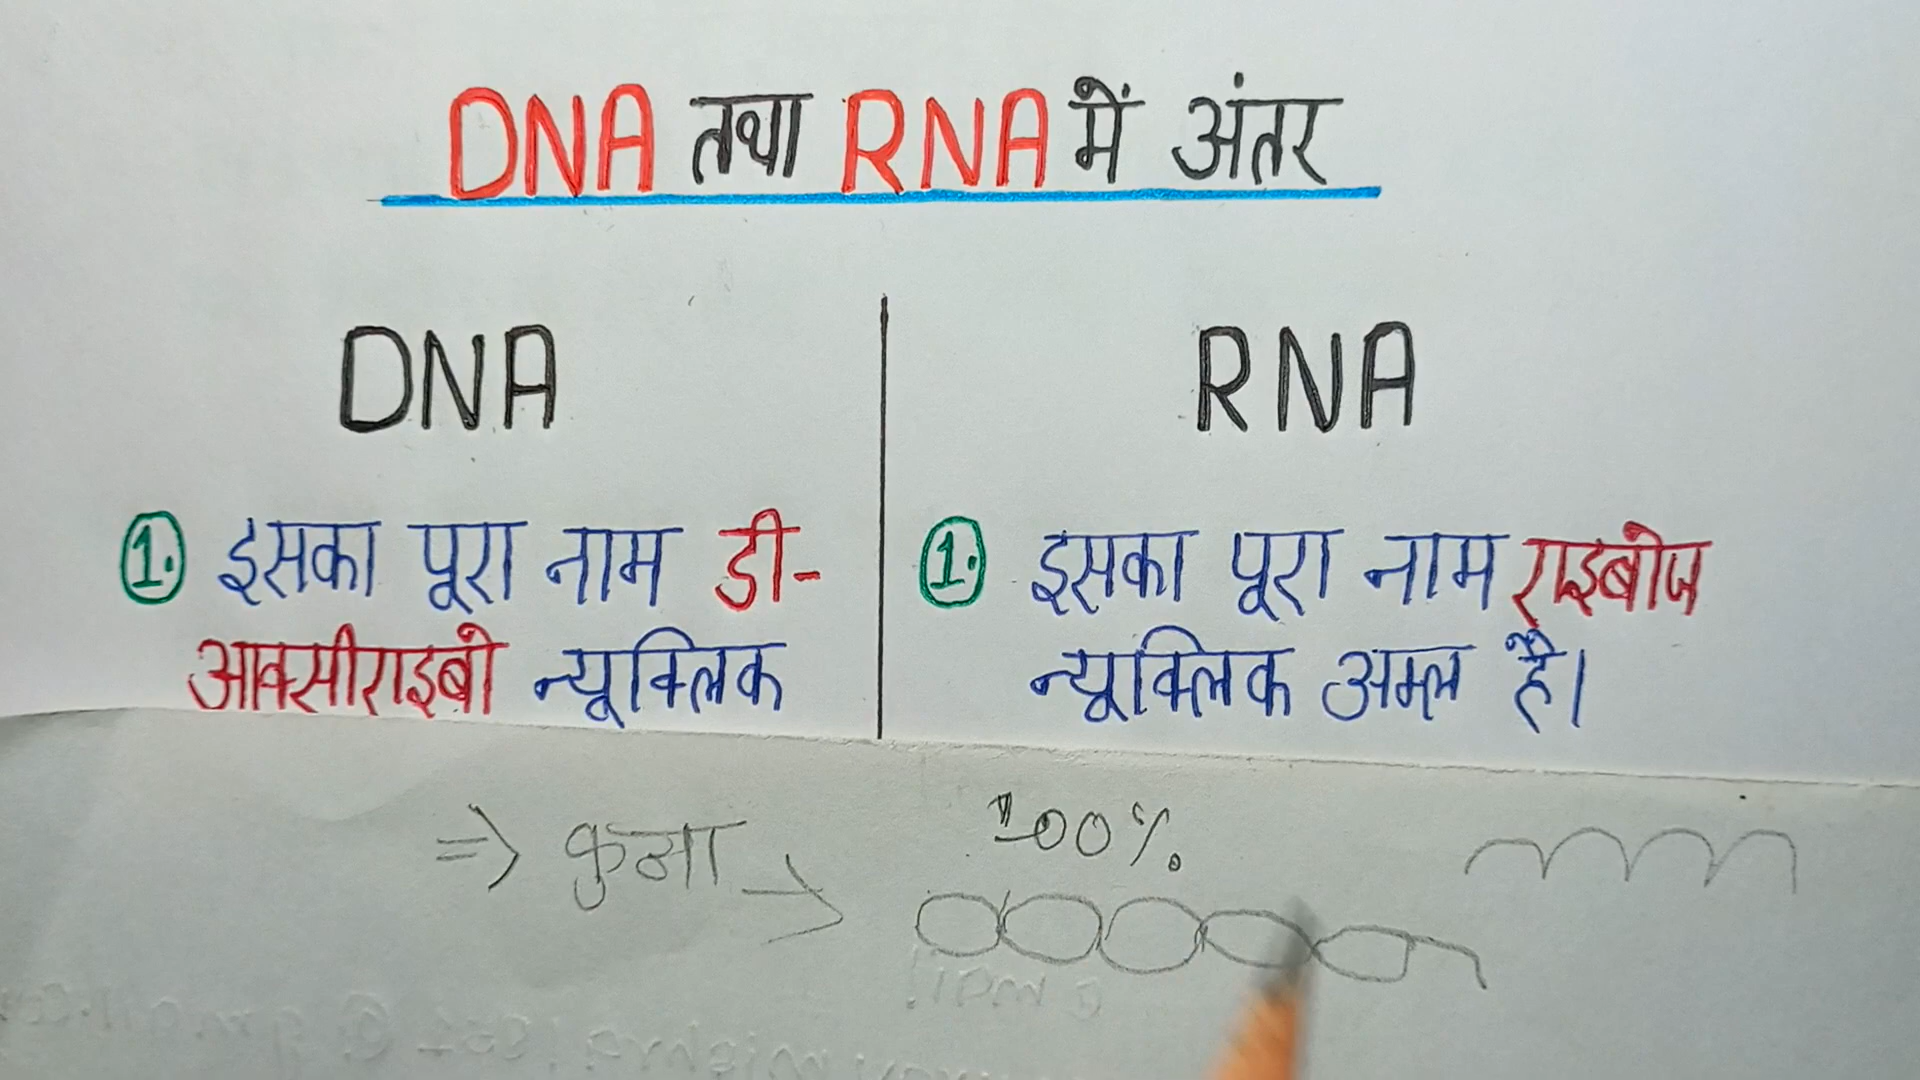 DNA तथा RNA में अंतर
DNA
RNA
1. इसका पूरा नाम डी-
आक्सीराइबो न्यूक्लिक
1. इसका पूरा नाम राइबोज
न्यूक्लिक अम्ल है।
100%